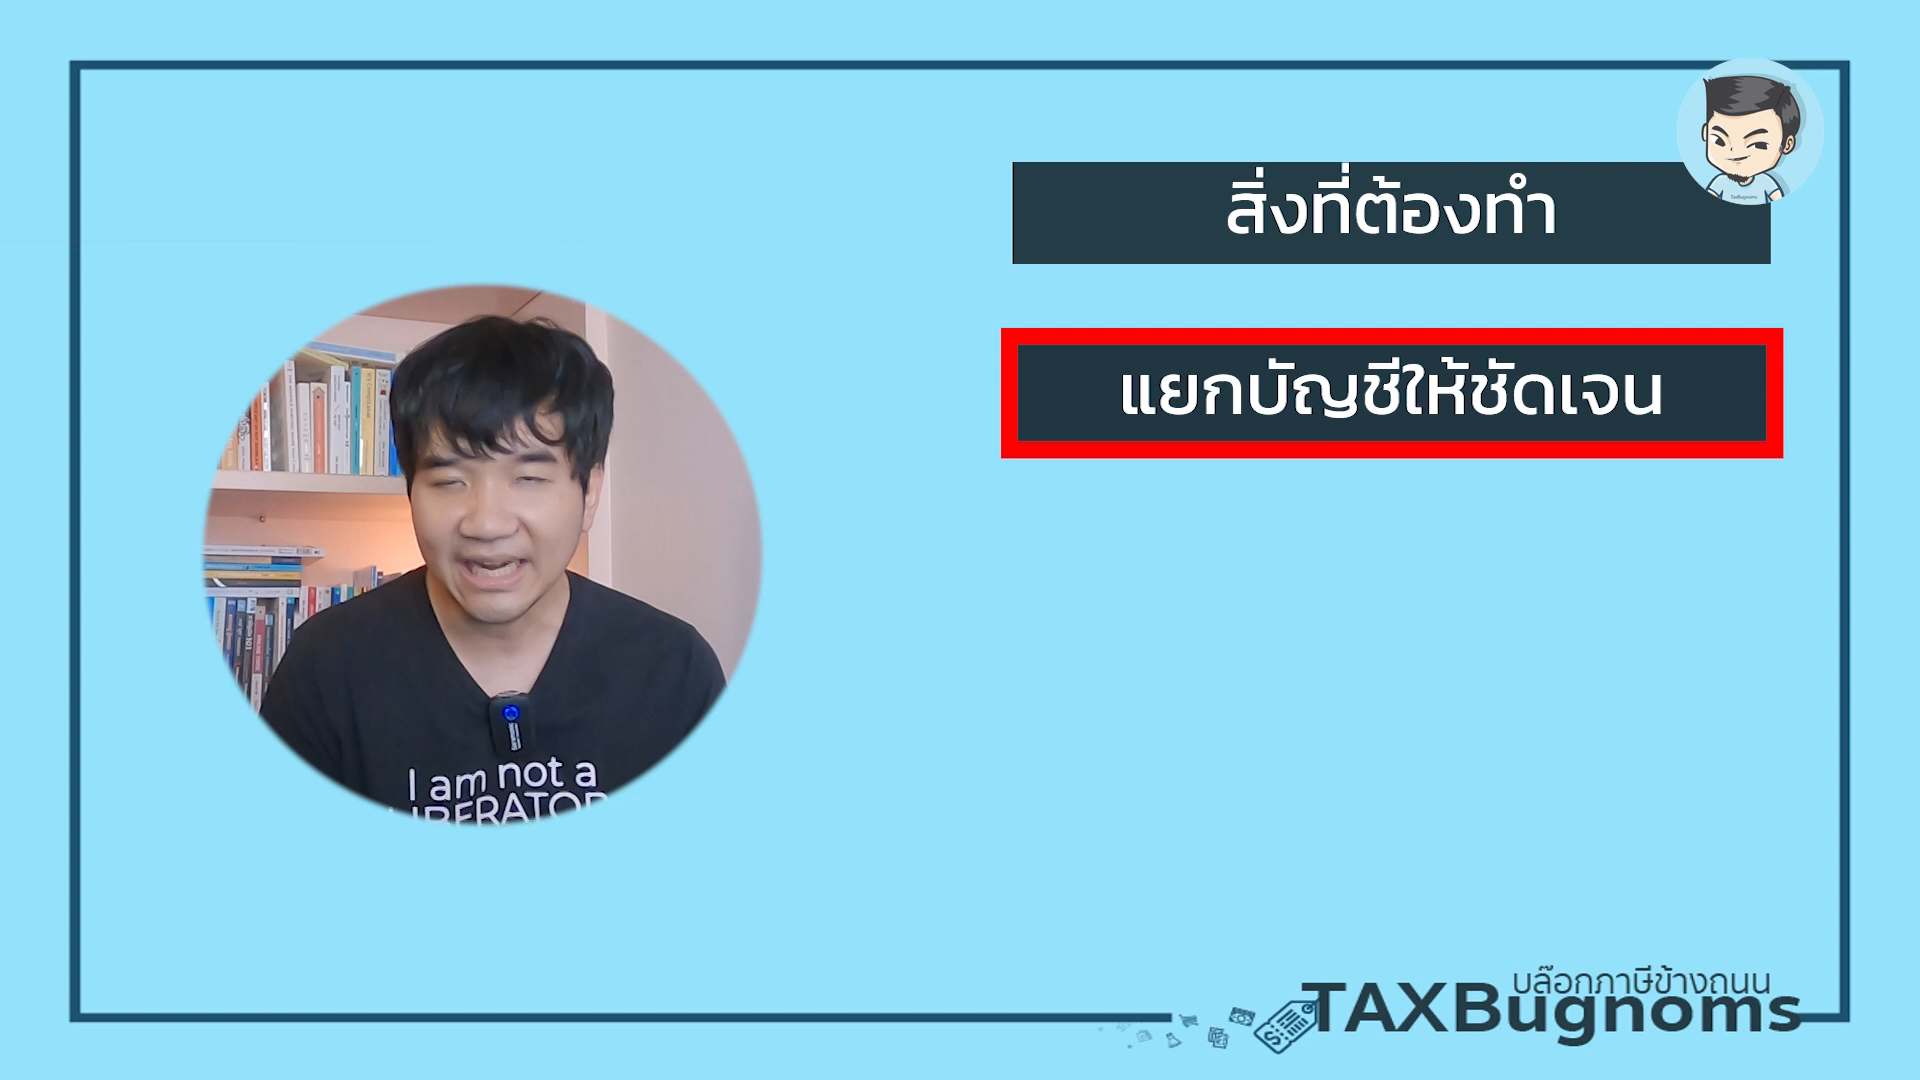 สิ่งที่ต้องทำ
แยกบัญชีให้ชัดเจน
I am not a
LIBERATOR
บล๊อกภาษีข้างถนน
TAXBugnoms